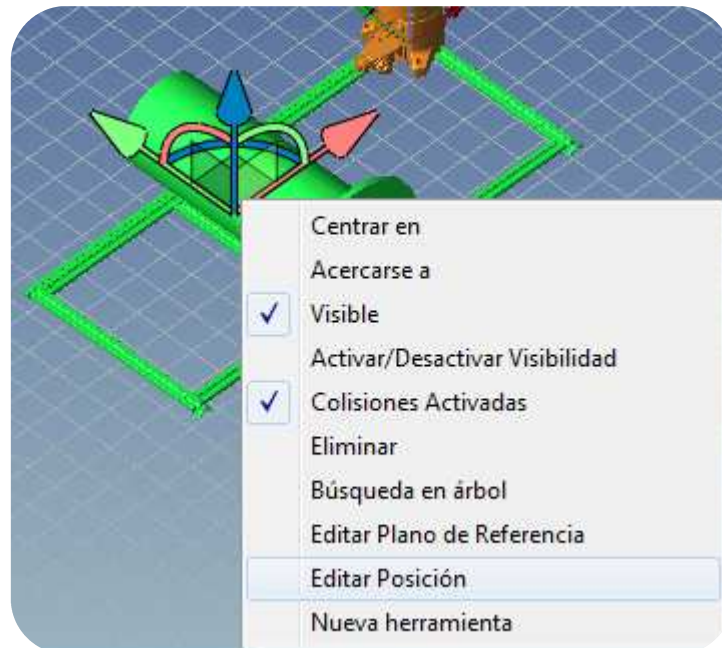 Centrar en
Acercarse a
Visible
Activar/Desactivar Visibilidad
Colisiones Activadas
Eliminar
Búsqueda en árbol
Editar Plano de Referencia
Editar Posición
Nueva herramienta